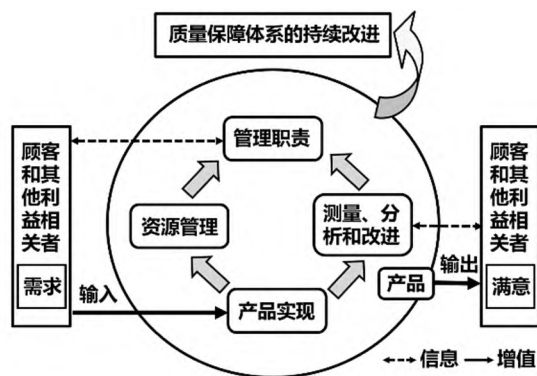 质量保障体系的持续改进
管理职责
顾客
和其
他利
益相
关者
需求
资源管理
测量、分
析和改进
顾客
和其
他利
益相
关者
满意
输入
产品实现
产品
输出
信息
增值